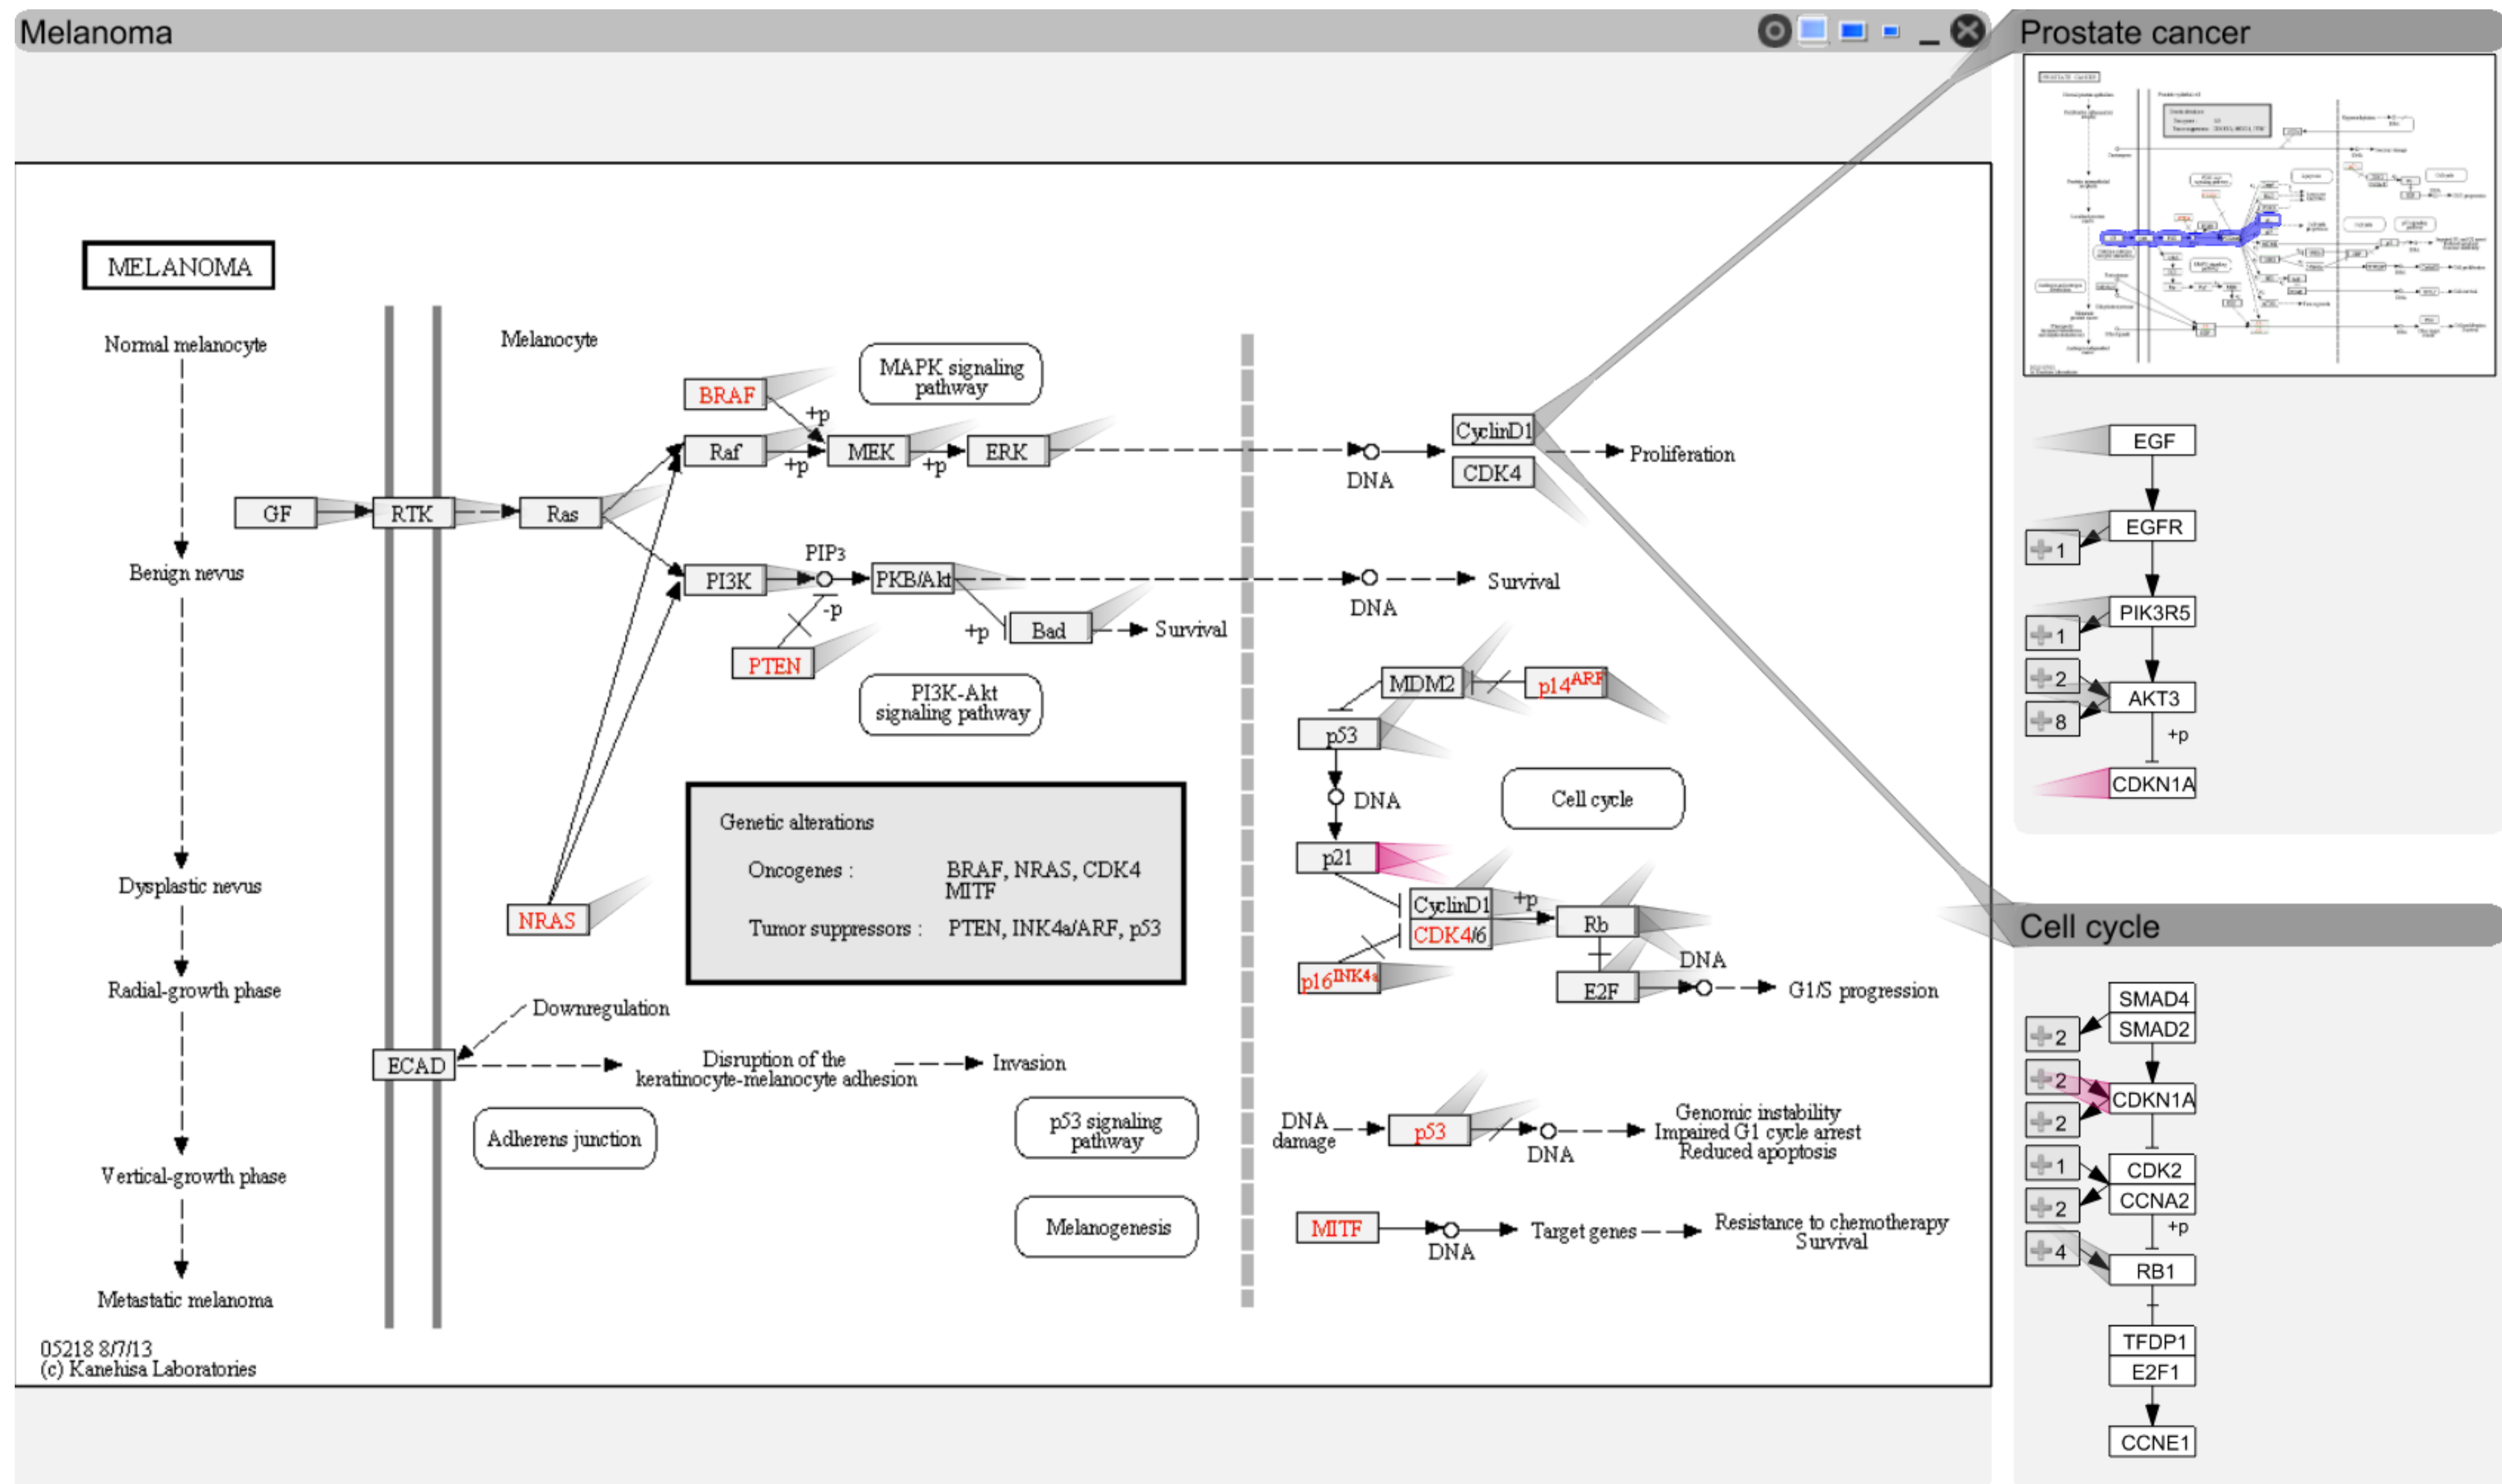 Melanoma
MELANOMA
Normal melanocyte
Benign nevus
Dysplastic nevus
Radial-growth phase
Vertical-growth phase
Metastatic melanoma
05218 8/7/13
(c) Kanehisa Laboratories
Melanocyte
MAPK signaling
pathway
BRAF
+p
Raf
+p
MEK
+p
ERK
GF
RTK
Ras
DNA
CyclinD1
CDK4
Proliferation
PIP3
PI3K
PKB/Akt
-p
+p
Bad
Survival
PTEN
DNA
Survival
PI3K-Akt
signaling pathway
MDM2
p14ARF
p53
DNA
Cell cycle
p21
CyclinD1
+p
CDK4/6
Rb
p16INK4a
E2F
DNA
G1/S progression
Genetic alterations
Oncogenes : BRAF, NRAS, CDK4
MITF
Tumor suppressors : PTEN, INK4a/ARF, p53
NRAS
Downregulation
ECAD
Disruption of the
keratinocyte-melanocyte adhesion
Invasion
Adherens junction
p53 signaling
pathway
Melanogenesis
DNA
damage
p53
DNA
Genomic instability
Impaired G1 cycle arrest
Reduced apoptosis
MITF
DNA
Target genes
Resistance to chemotherapy
Survival
Prostate cancer
PROSTATE CANCER
EGF
EGFR
1
PIK3R5
1
2
AKT3
8
+p
CDKN1A
Cell cycle
SMAD4
SMAD2
2
2
CDKN1A
2
1
CDK2
CCNA2
2
+p
4
RB1
TFDP1
E2F1
CCNE1